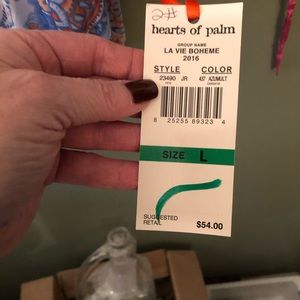 2#
hearts of palm
GROUP NAME
LA VIE BOHEME
2016
STYLE COLOR
23490 JR 437 AZUMULT
8 25255 89323 4
SIZE L
SUGGESTED
RETAIL $54.00